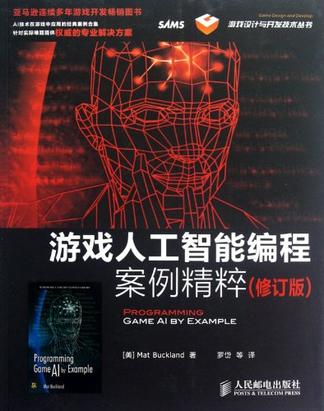 亚马逊连续多年游戏开发畅销图书
AI技术在游戏中应用的经典案例合集
针对实际难题提供权威的专业解决方案
SAMS
Game Design and Develop
游戏设计与开发技术丛书
游戏人工智能编程
案例精粹(修订版)
PROGRAMMING
GAME AI BY EXAMPLE
Programming
Game AI by Example
Mat Buckland
[美] Mat Buckland 著
罗岱 等 译
人民邮电出版社